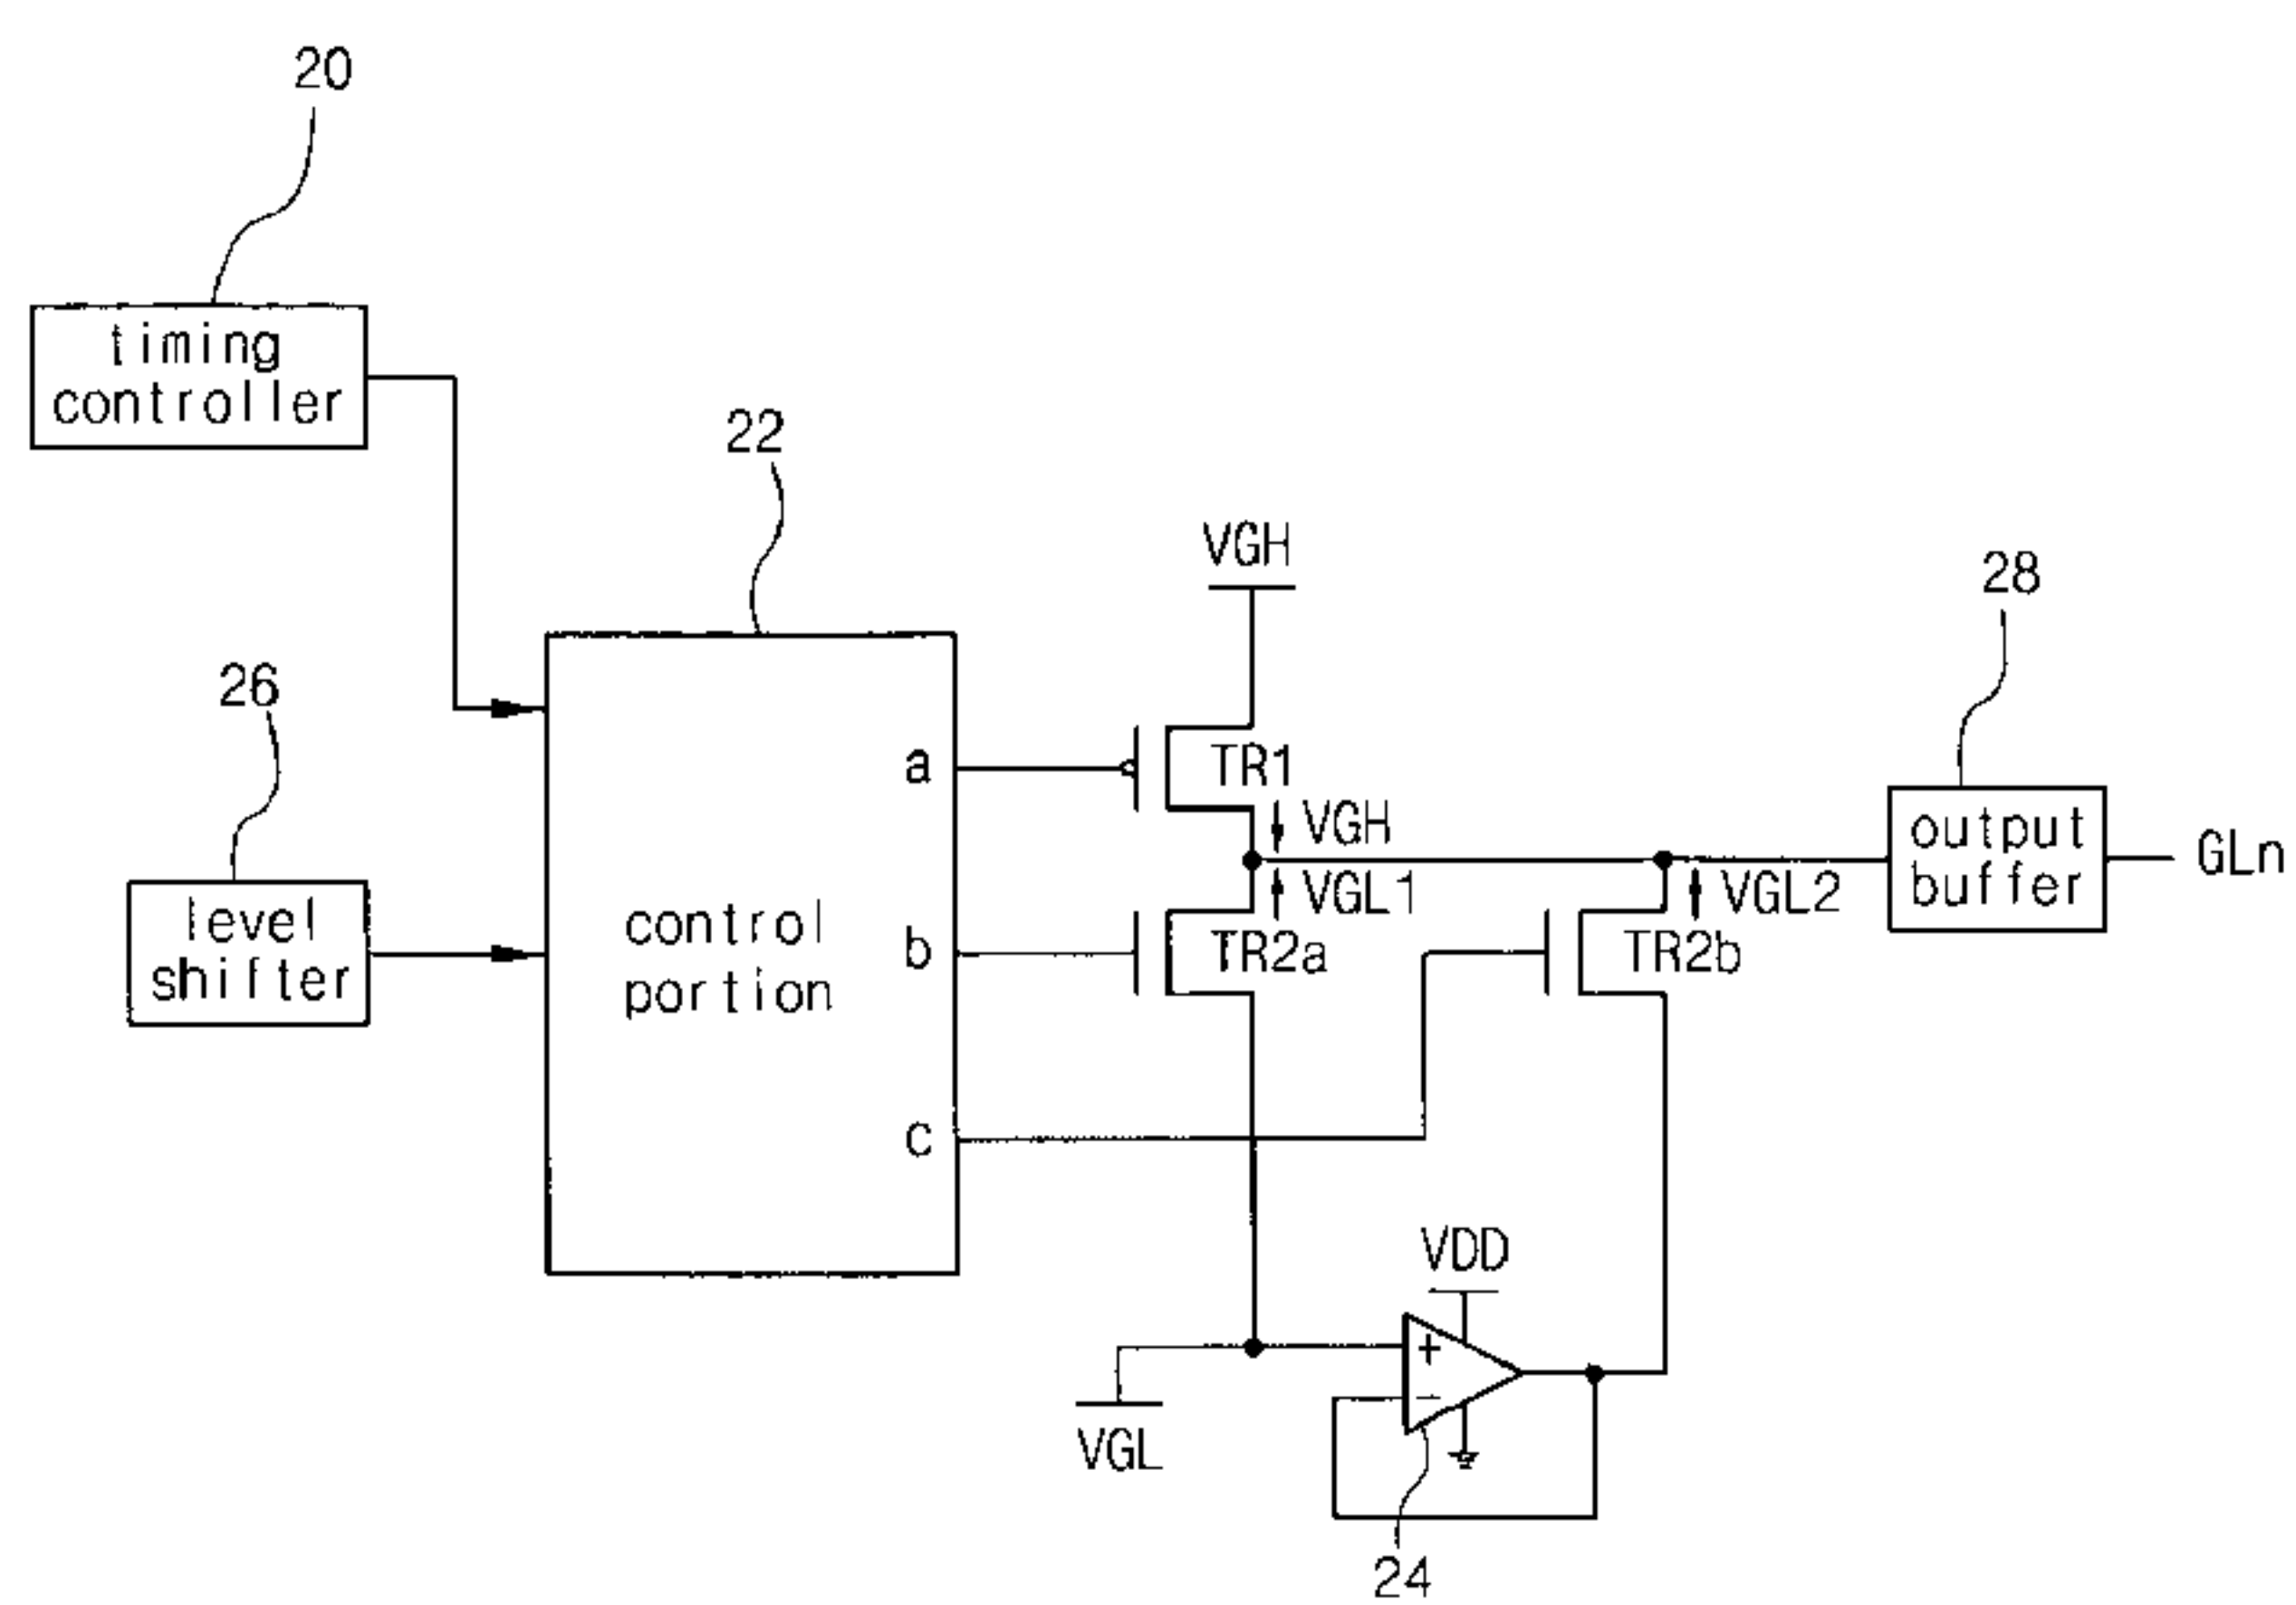 20
timing
controller
22
VGH
28
26
a
TR1
VGH
output
buffer
GLn
level
shifter
control
portion
b
VGL1
VGL2
TR2a
TR2b
c
VDD
+
-
VGL
24